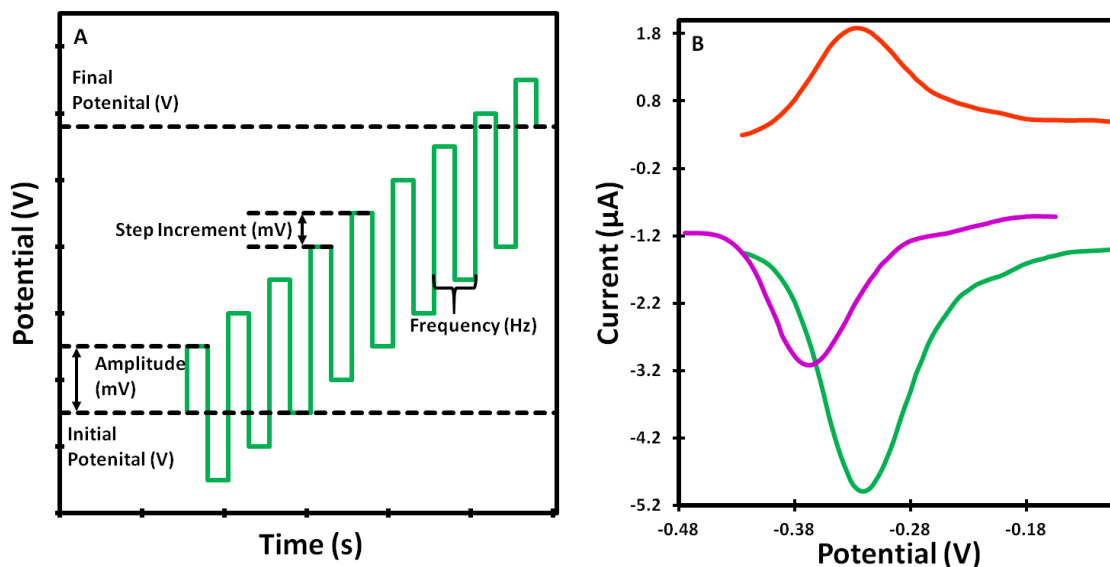 A
Final
Potenital (V)
Step Increment (mV)
Frequency (Hz)
Amplitude
(mV)
Initial
Potenital (V)
Potential (V)
Time (s)
B
1.8
0.8
-0.2
-1.2
-2.2
-3.2
-4.2
-5.2
Current (µA)
-0.48
-0.38
-0.28
-0.18
Potential (V)